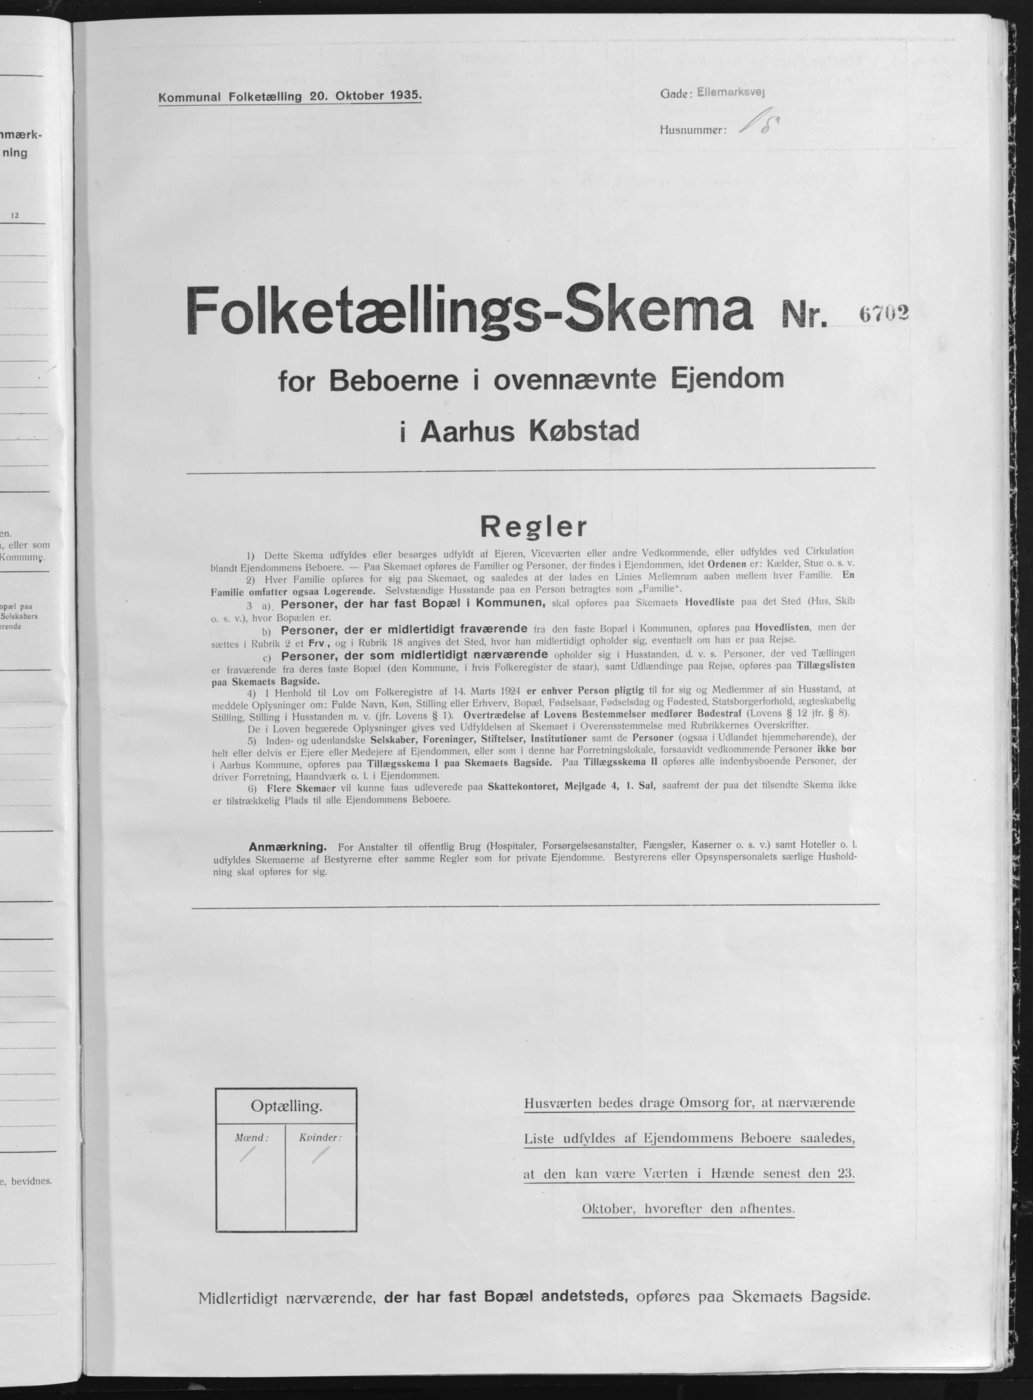 nmærk-
ning
12
en.
, eller som
Kommune.
opæl paa
Selskabers
erende
e, bevidnes.
Kommunal Folketælling 20. Oktober 1935.
Gade: Ellemarksvej
Husnummer:
Folketællings-Skema Nr. 6702
for Beboerne i ovennævnte Ejendom
i Aarhus Købstad
Regler
1) Dette Skema udfyldes eller besørges udfyldt af Ejeren, Viceværten eller andre Vedkommende, eller udfyldes ved Cirkulation
blandt Ejendommens Beboere. — Paa Skemaet opføres de Familier og Personer, der findes i Ejendommen, idet Ordenen er: Kælder, Stue o. s. v.
2) Hver Familie opføres for sig paa Skemaet, og saaledes at der lades en Linies Mellemrum aaben mellem hver Familie. En
Familie omfatter ogsaa Logerende. Selvstændige Husstande paa en Person betragtes som „Familie“.
3 a) Personer, der har fast Bopæl i Kommunen, skal opføres paa Skemaets Hovedliste paa det Sted (Hus, Skib
o. s. v.), hvor Bopælen er.
b) Personer, der er midlertidigt fraværende fra den faste Bopæl i Kommunen, opføres paa Hovedlisten, men der
sættes i Rubrik 2 et Frv, og i Rubrik 18 angives det Sted, hvor han midlertidigt opholder sig, eventuelt om han er paa Rejse.
c) Personer, der som midlertidigt nærværende opholder sig i Husstanden, d. v. s. Personer, der ved Tællingen
er fraværende fra deres faste Bopæl (den Kommune, i hvis Folkeregister de staar), samt Udlændinge paa Rejse, opføres paa Tillægslisten
paa Skemaets Bagside.
4) I Henhold til Lov om Folkeregistre af 14. Marts 1924 er enhver Person pligtig til for sig og Medlemmer af sin Husstand, at
meddele Oplysninger om: Fulde Navn, Køn, Stilling eller Erhverv, Bopæl, Fødselsaar, Fødselsdag og Fødested, Statsborgerforhold, ægteskabelig
Stilling, Stilling i Husstanden m. v. (jfr. Lovens § 1). Overtrædelse af Lovens Bestemmelser medfører Bødestraf (Lovens § 12 jfr. § 8).
De i Loven begærede Oplysninger gives ved Udfyldelsen af Skemaet i Overensstemmelse med Rubrikkernes Overskrifter.
5) Inden- og udenlandske Selskaber, Foreninger, Stiftelser, Institutioner samt de Personer (ogsaa i Udlandet hjemmehørende), der
helt eller delvis er Ejere eller Medejere af Ejendommen, eller som i denne har Forretningslokale, forsaavidt vedkommende Personer ikke bor
i Aarhus Kommune, opføres paa Tillægsskema I paa Skemaets Bagside. Paa Tillægsskema II opføres alle indenbysboende Personer, der
driver Forretning, Haandværk o. l. i Ejendommen.
6) Flere Skemaer vil kunne faas udleverede paa Skattekontoret, Mejlgade 4, 1. Sal, saafremt der paa det tilsendte Skema ikke
er tilstrækkelig Plads til alle Ejendommens Beboere.
Anmærkning. For Anstalter til offentlig Brug (Hospitaler, Forsørgelsesanstalter, Fængsler, Kaserner o. s. v.) samt Hoteller o. l.
udfyldes Skemaerne af Bestyrerne efter samme Regler som for private Ejendomme. Bestyrerens eller Opsynspersonalets særlige Hushold-
ning skal opføres for sig.
Optælling.
Mænd: Kvinder:
/ /
Husværten bedes drage Omsorg for, at nærværende
Liste udfyldes af Ejendommens Beboere saaledes,
at den kan være Værten i Hænde senest den 23.
Oktober, hvorefter den afhentes.
Midlertidigt nærværende, der har fast Bopæl andetsteds, opføres paa Skemaets Bagside.